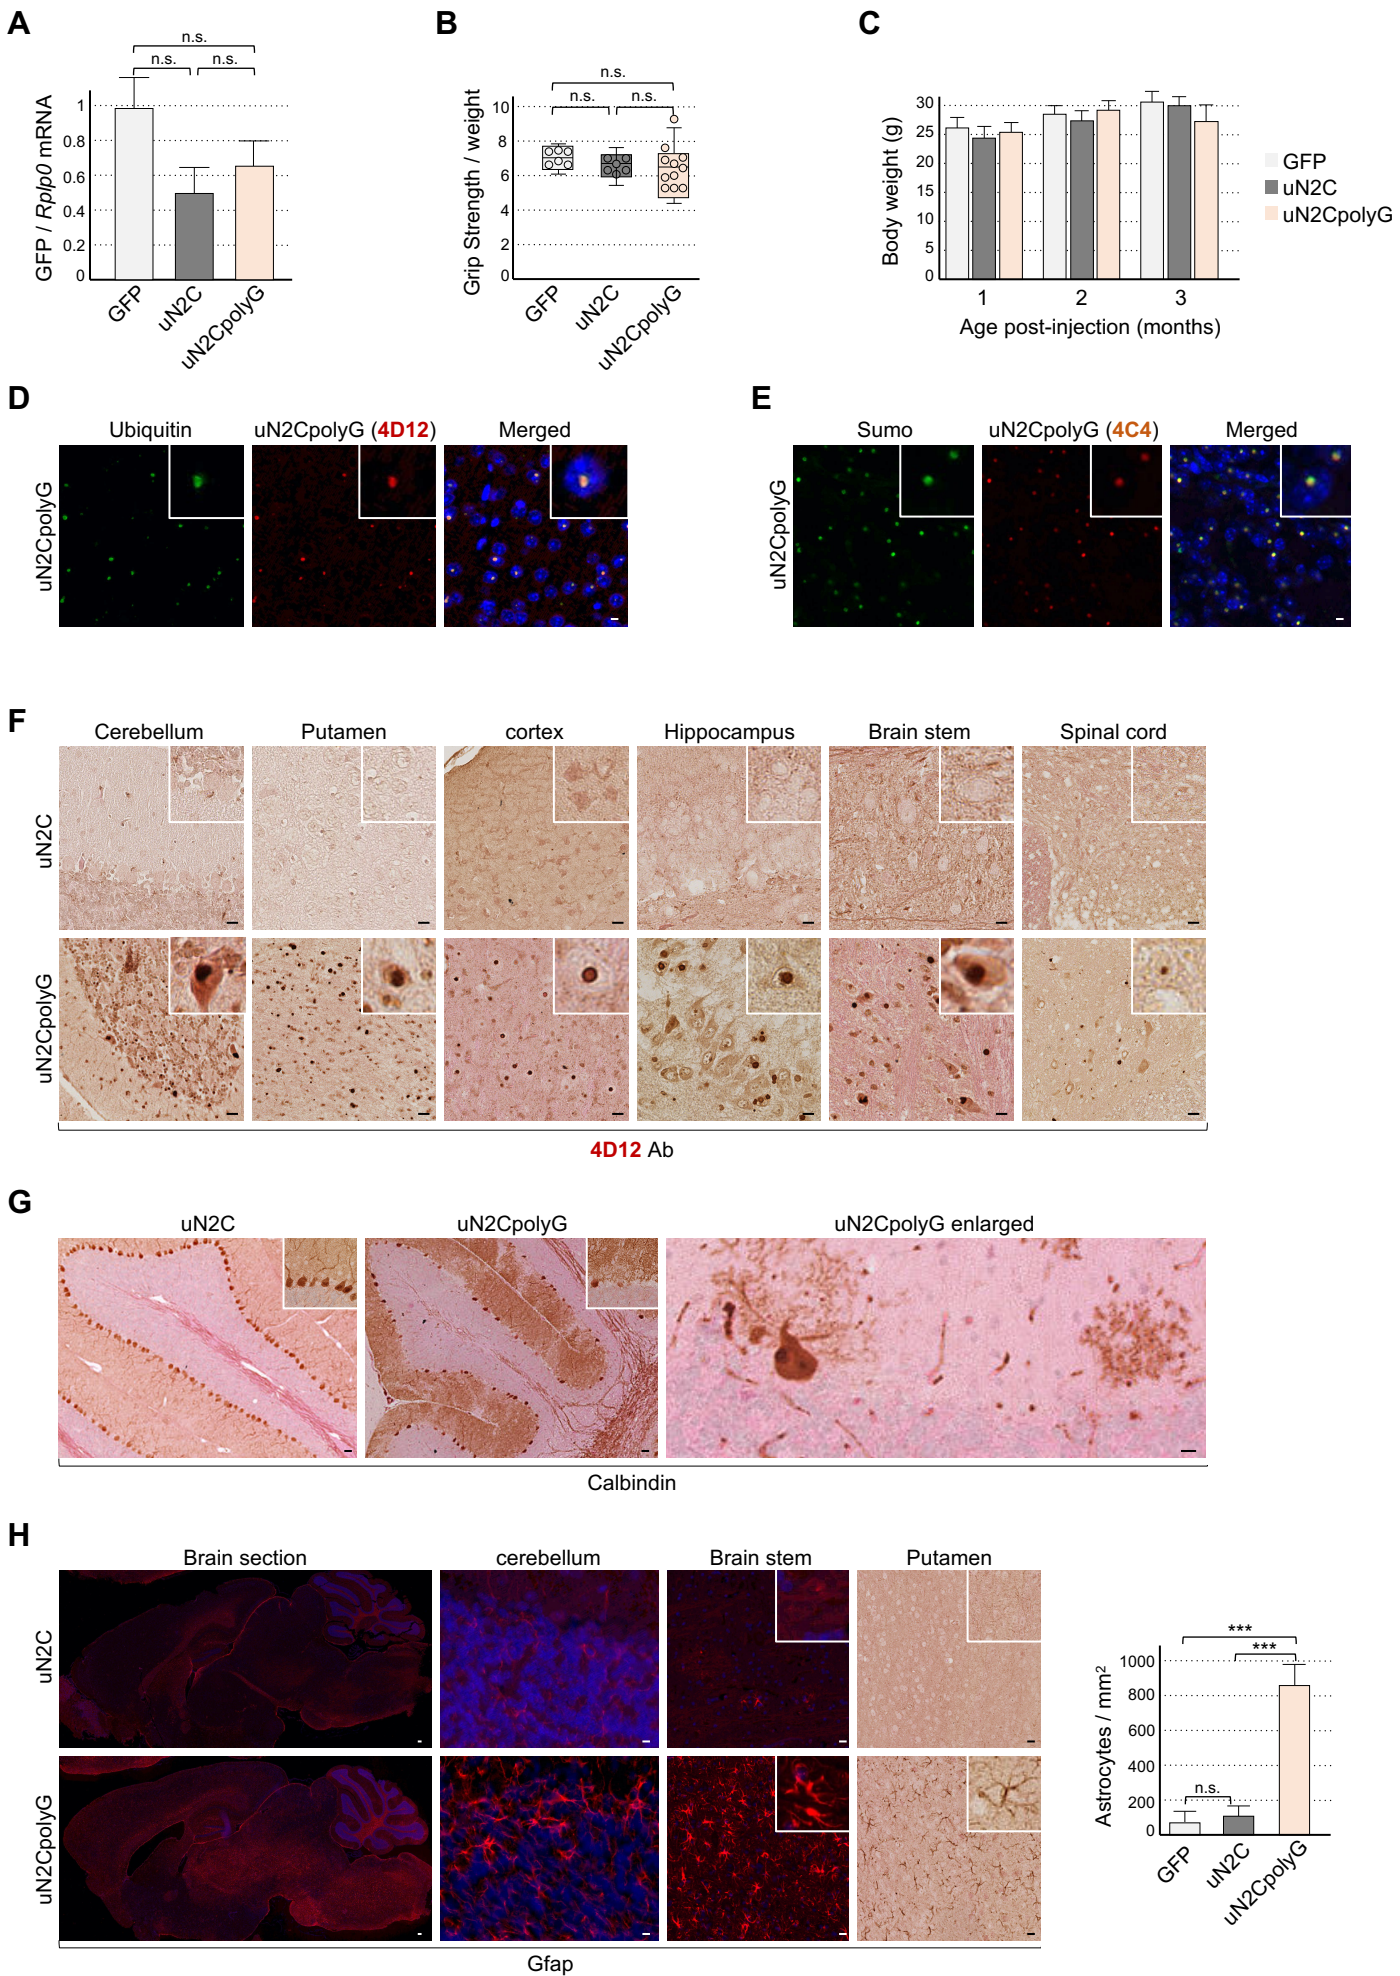 A
n.s.
n.s. n.s.
GFP / Rplp0 mRNA
1
0.8
0.6
0.4
0.2
0
GFP
uN2C
uN2CpolyG
B
n.s.
n.s. n.s.
Grip Strength / weight
10
8
6
4
2
0
GFP
uN2C
uN2CpolyG
C
Body weight (g)
30
25
20
15
10
5
0
1 2 3
Age post-injection (months)
GFP
uN2C
uN2CpolyG
D
Ubiquitin uN2CpolyG (4D12) Merged
uN2CpolyG
E
Sumo uN2CpolyG (4C4) Merged
uN2CpolyG
F
Cerebellum Putamen cortex Hippocampus Brain stem Spinal cord
uN2C
uN2CpolyG
4D12 Ab
G
uN2C uN2CpolyG uN2CpolyG enlarged
Calbindin
H
Brain section cerebellum Brain stem Putamen
uN2C
uN2CpolyG
Gfap
***
***
n.s.
Astrocytes / mm²
1000
800
600
400
200
0
GFP
uN2C
uN2CpolyG